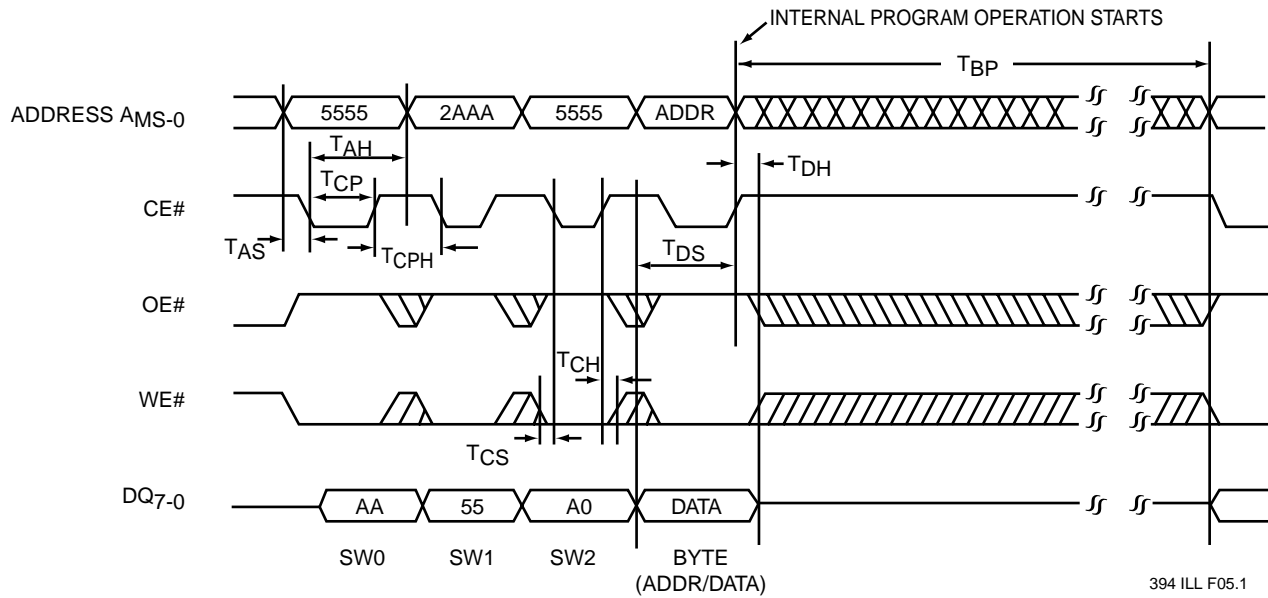 INTERNAL PROGRAM OPERATION STARTS
TBP
ADDRESS AMS-0
5555
2AAA
5555
ADDR
TAH
TDH
TCP
CE#
TAS
TCPH
TDS
OE#
TCH
WE#
TCS
DQ7-0
AA
55
A0
DATA
SW0
SW1
SW2
BYTE
(ADDR/DATA)
394 ILL F05.1